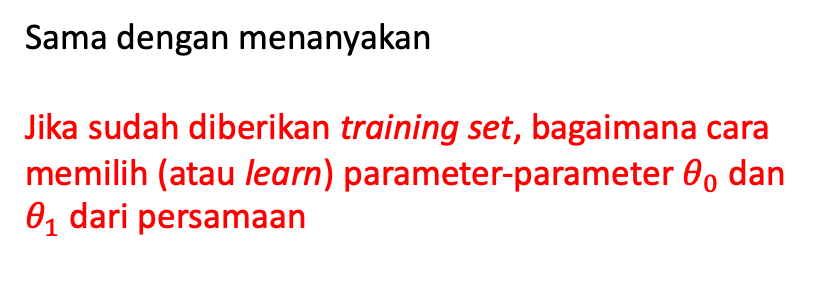 Sama dengan menanyakan
Jika sudah diberikan training set, bagaimana cara
memilih (atau learn) parameter-parameter 𝜃₀ dan
𝜃₁ dari persamaan